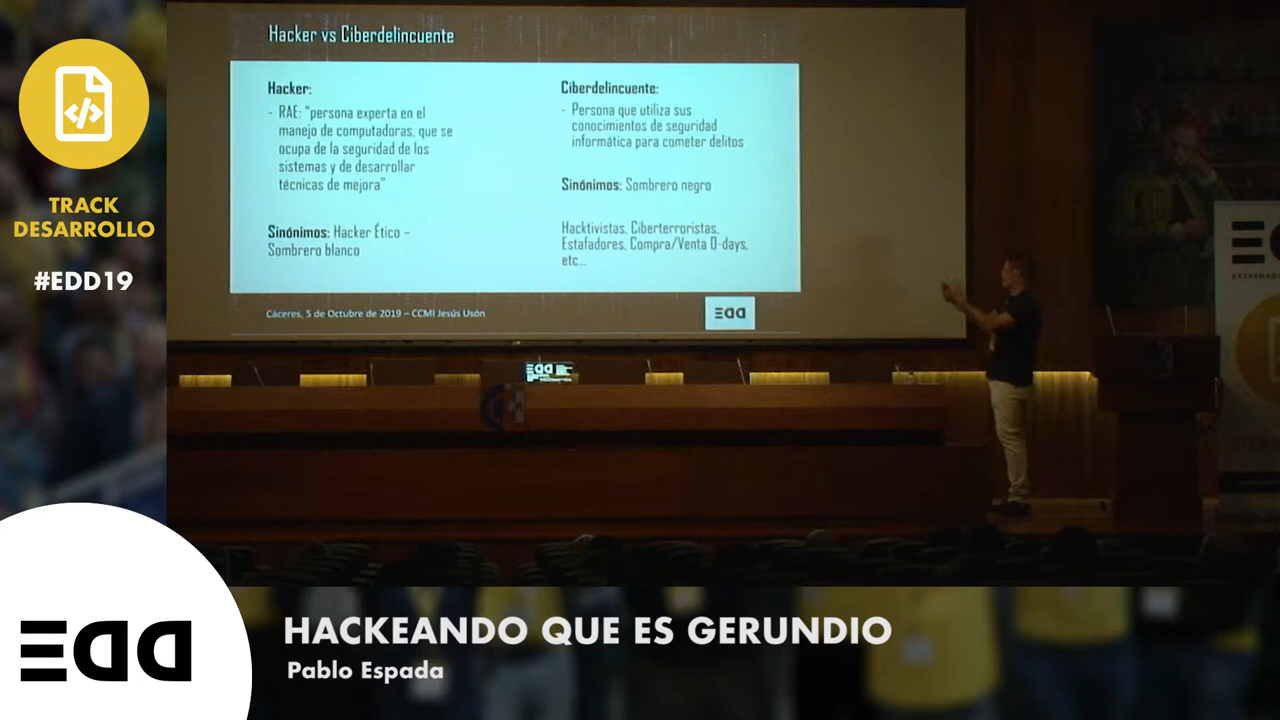 TRACK
DESARROLLO
#EDD19
Hacker vs Ciberdelincuente
Hacker:
- RAE: "persona experta en el
manejo de computadoras, que se
ocupa de la seguridad de los
sistemas y de desarrollar
técnicas de mejora"
Sinónimos: Hacker Ético –
Sombrero blanco
Ciberdelincuente:
- Persona que utiliza sus
conocimientos de seguridad
informática para cometer delitos
Sinónimos: Sombrero negro
Hacktivistas, Ciberterroristas,
Estafadores, Compra/Venta 0-days,
etc...
Cáceres, 5 de Octubre de 2019 – CCMI Jesús Usón
EDD
EDD
EDD
HACKEANDO QUE ES GERUNDIO
Pablo Espada